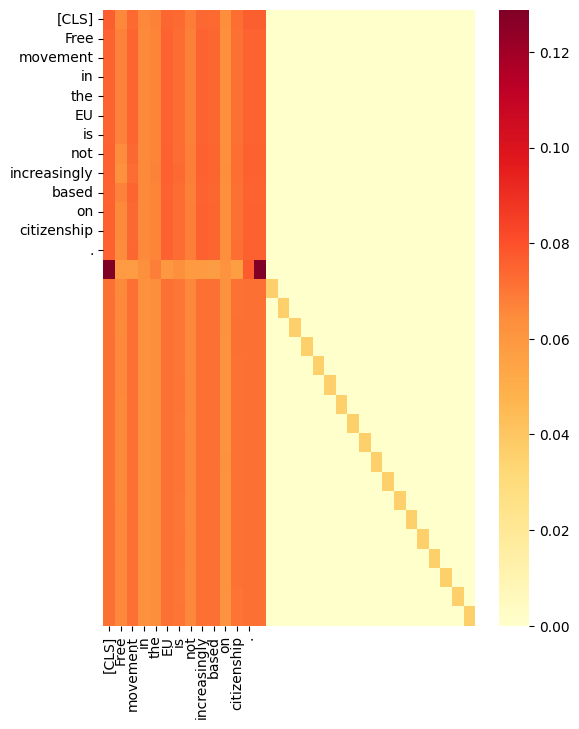 [CLS]
Free
movement
in
the
EU
is
not
increasingly
based
on
citizenship
.
0.12
0.10
0.08
0.06
0.04
0.02
0.00
[CLS]
Free
movement
in
the
EU
is
not
increasingly
based
on
citizenship
.